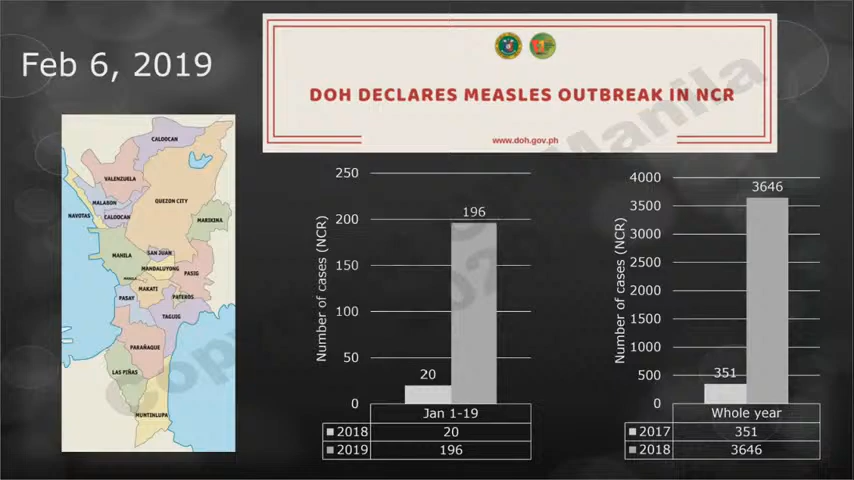 Feb 6, 2019
DOH DECLARES MEASLES OUTBREAK IN NCR
www.doh.gov.ph
CALOOCAN
VALENZUELA
QUEZON CITY
MALABON
NAVOTAS
CALOOCAN
MARIKINA
MANILA
SAN JUAN
MANDALUYONG
PASIG
MANILA
MAKATI
PASAY
PATEROS
TAGUIG
PARAÑAQUE
LAS PIÑAS
MUNTINLUPA
Number of cases (NCR)
250
200
150
100
50
0
20
196
Jan 1-19
2018 20
2019 196
Number of cases (NCR)
4000
3500
3000
2500
2000
1500
1000
500
0
351
3646
Whole year
2017 351
2018 3646